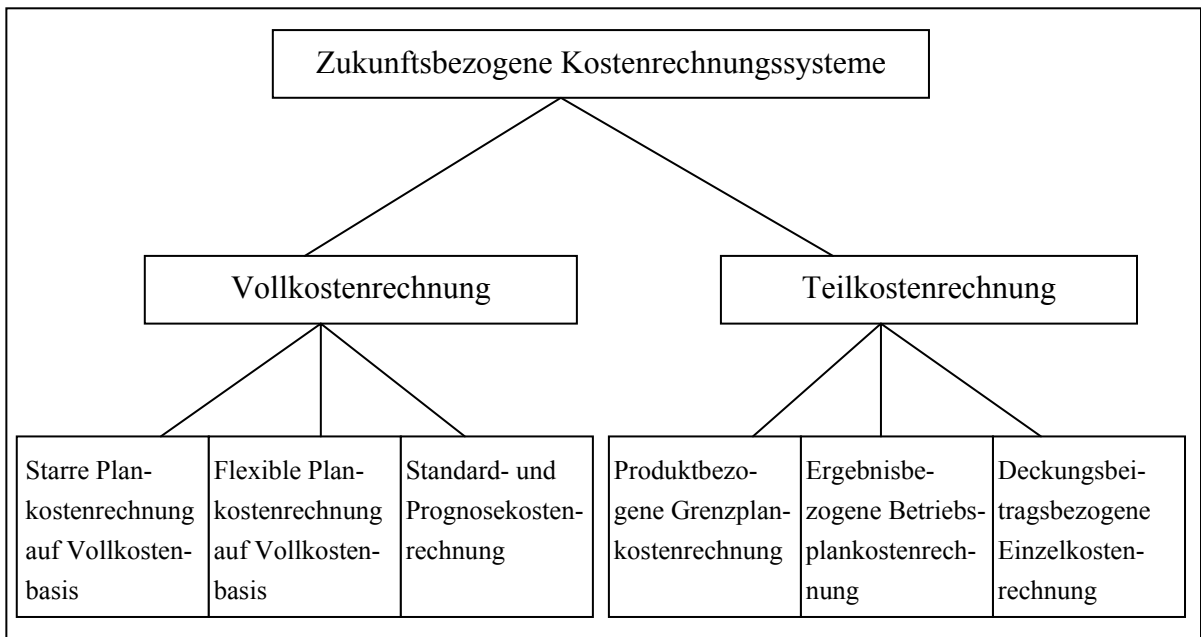 Zukunftsbezogene Kostenrechnungssysteme
Vollkostenrechnung
Teilkostenrechnung
Starre Plan-
kostenrechnung
auf Vollkosten-
basis
Flexible Plan-
kostenrechnung
auf Vollkosten-
basis
Standard- und
Prognosekosten-
rechnung
Produktbezo-
gene Grenzplan-
kostenrechnung
Ergebnisbe-
zogene Betriebs-
plankostenrech-
nung
Deckungsbei-
tragsbezogene
Einzelkosten-
rechnung